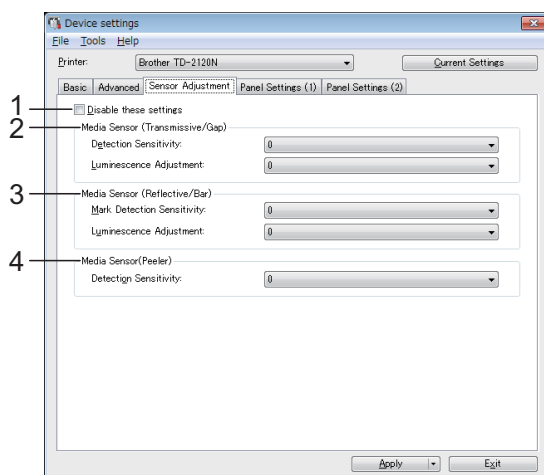 Device settings
File Tools Help
Printer: Brother TD-2120N Current Settings
Basic Advanced Sensor Adjustment Panel Settings (1) Panel Settings (2)
1 Disable these settings
2 Media Sensor (Transmissive/Gap)
Detection Sensitivity: 0
Luminescence Adjustment: 0
3 Media Sensor (Reflective/Bar)
Mark Detection Sensitivity: 0
Luminescence Adjustment: 0
4 Media Sensor(Peeler)
Detection Sensitivity: 0
Apply Exit